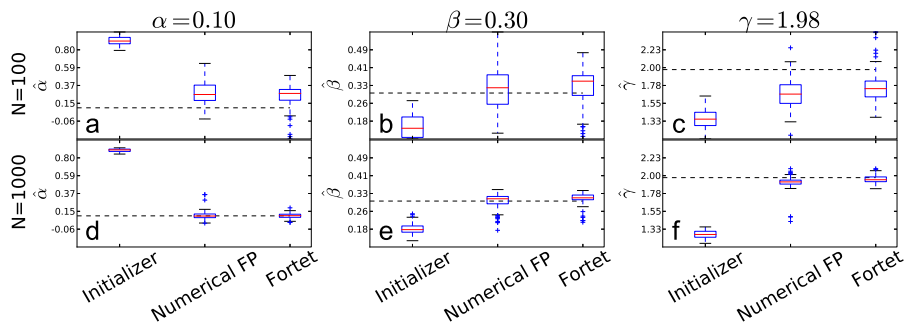 α=0.10 β=0.30 γ=1.98
N=100
α̂
0.80
0.59
0.37
0.15
-0.06
a
β̂
0.49
0.41
0.33
0.26
0.18
b
γ̂
2.23
2.00
1.78
1.55
1.33
c
N=1000
α̂
0.80
0.59
0.37
0.15
-0.06
d
β̂
0.49
0.41
0.33
0.26
0.18
e
γ̂
2.23
2.00
1.78
1.55
1.33
f
Initializer Numerical FP Fortet
Initializer Numerical FP Fortet
Initializer Numerical FP Fortet